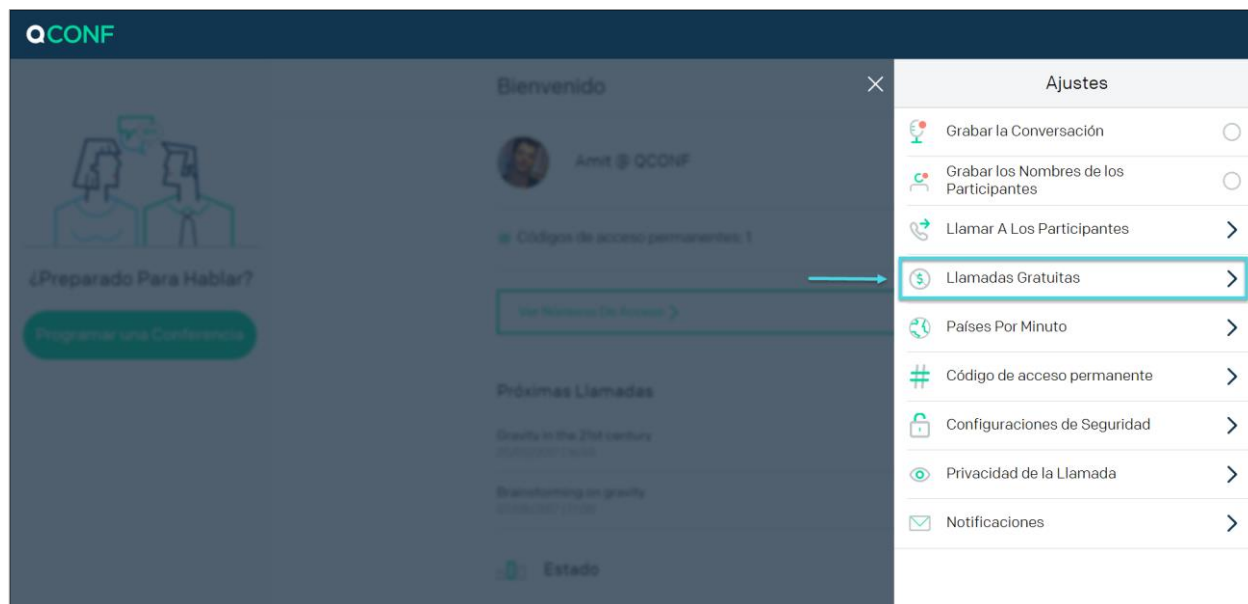 QCONF
Bienvenido
Amit @ QCONF
Códigos de acceso permanentes: 1
¿Preparado Para Hablar?
Programar una Conferencia
Ver Números De Acceso
Próximas Llamadas
Gravity in the 21st century
Brainstorming on gravity
Estado
Ajustes
Grabar la Conversación
Grabar los Nombres de los
Participantes
Llamar A Los Participantes
Llamadas Gratuitas
Países Por Minuto
Código de acceso permanente
Configuraciones de Seguridad
Privacidad de la Llamada
Notificaciones